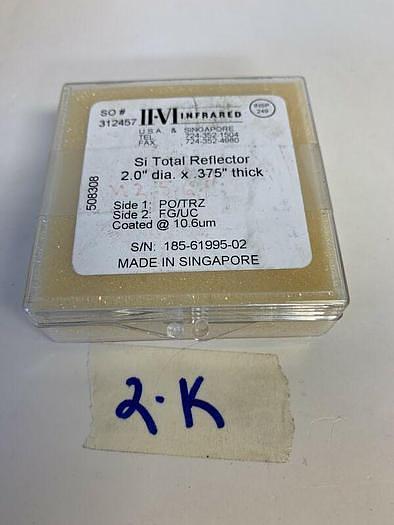 SO #
312457
II-VI INFRARED
INSP
249
U.S.A. & SINGAPORE
TEL 724-352-1504
FAX 724-352-4980
Si Total Reflector
2.0" dia. x .375" thick
508308
Side 1: PO/TRZ
Side 2: FG/UC
Coated @ 10.6um
S/N: 185-61995-02
MADE IN SINGAPORE
2-K